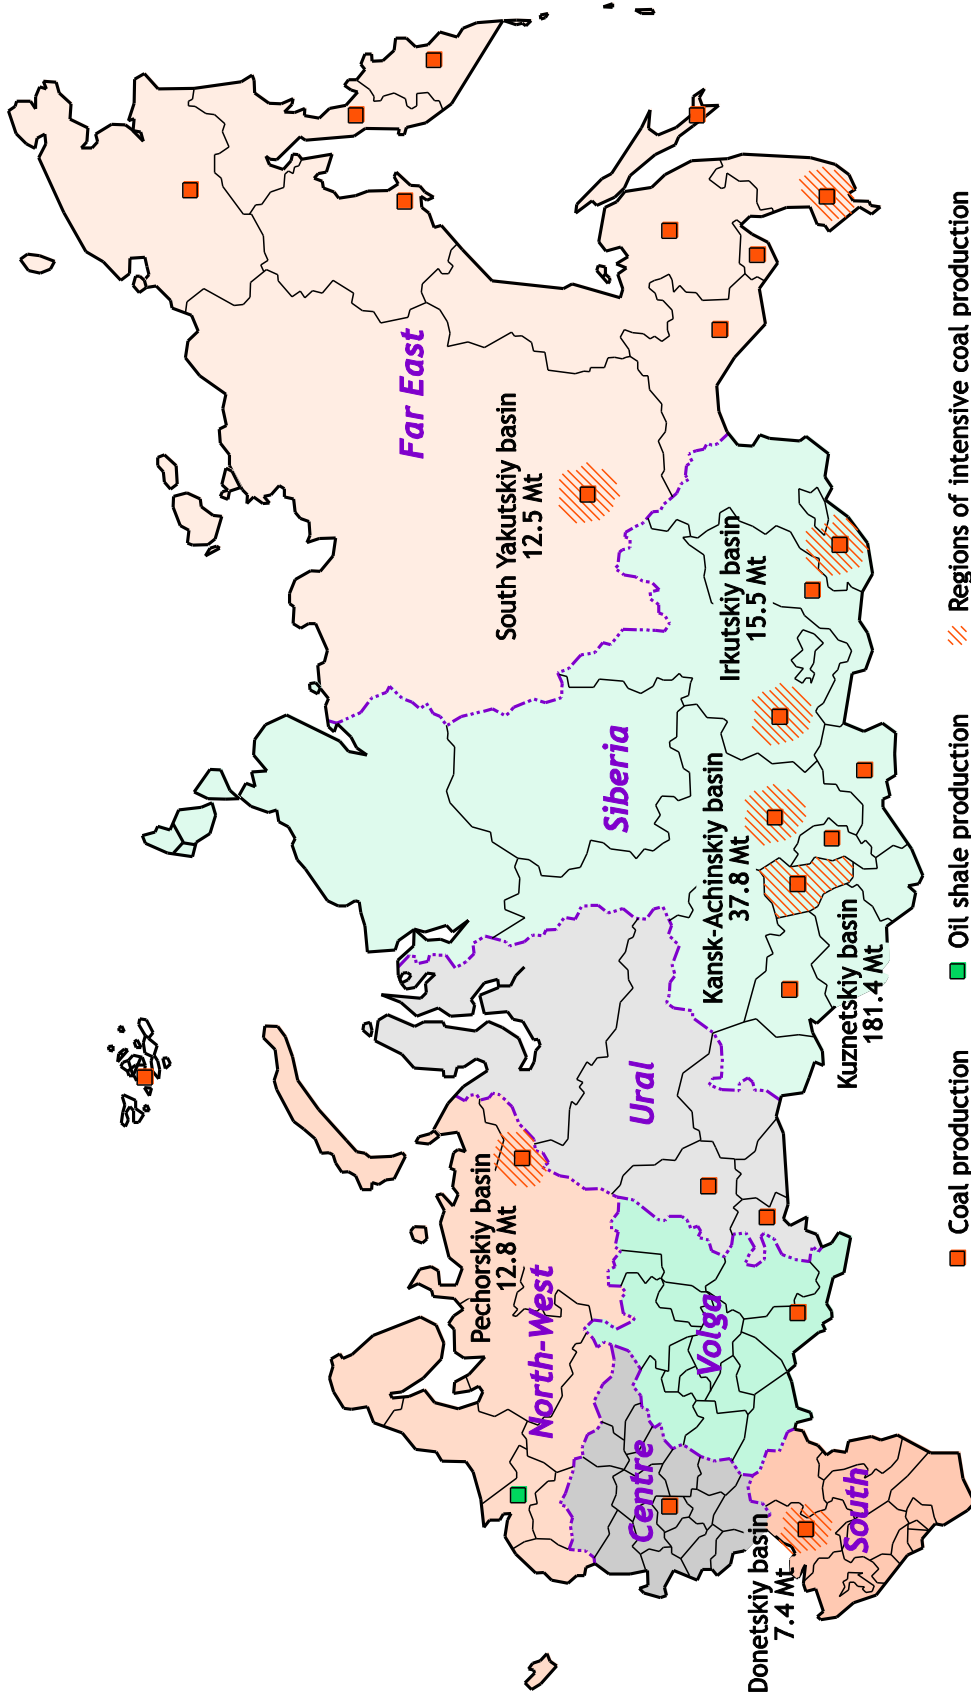 Far East
South Yakutskiy basin
12.5 Mt
Siberia
Irkutskiy basin
15.5 Mt
Kansk-Achinskiy basin
37.8 Mt
Kuznetskiy basin
181.4 Mt
Ural
Pechorskiy basin
12.8 Mt
North-West
Volga
Centre
South
Donetskiy basin
7.4 Mt
Coal production
Oil shale production
Regions of intensive coal production